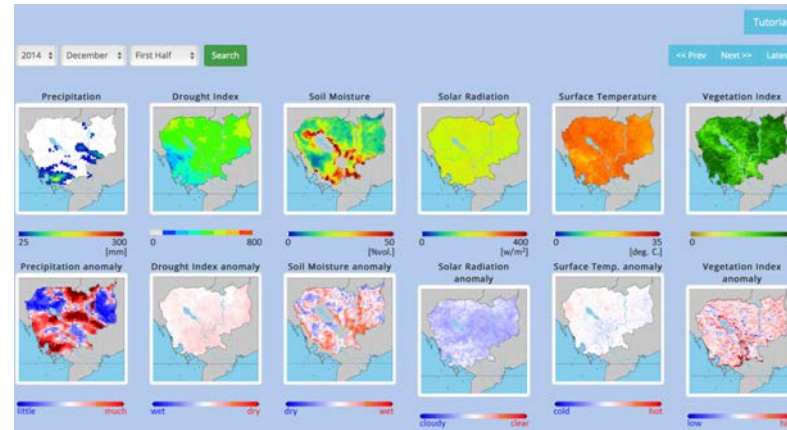 Tutorial
2014 December First Half Search << Prev Next >> Latest
Precipitation Drought Index Soil Moisture Solar Radiation Surface Temperature Vegetation Index
25 300 0 800 0 50 0 400 0 35 0
[mm] [%vol.] [w/m²] [deg. C.]
Precipitation anomaly Drought Index anomaly Soil Moisture anomaly Solar Radiation anomaly Surface Temp. anomaly Vegetation Index anomaly
little much wet dry dry wet cloudy clear cold hot low